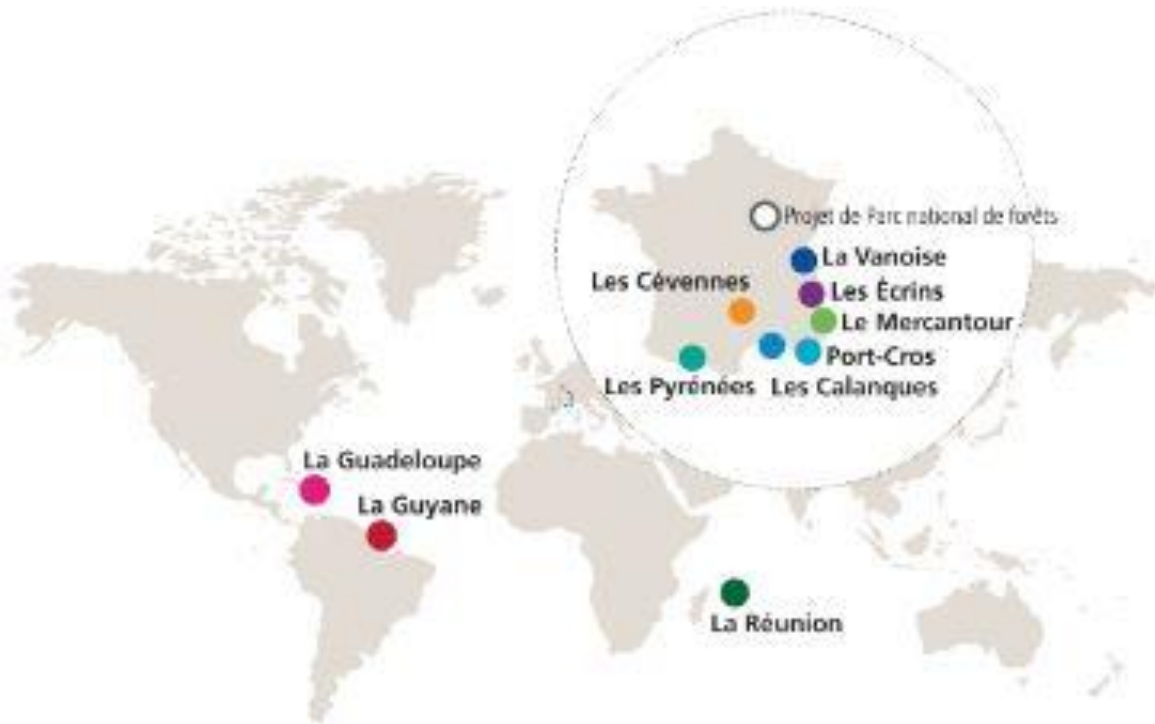 Projet de Parc national de forêts
La Vanoise
Les Cévennes
Les Écrins
Le Mercantour
Port-Cros
Les Pyrénées
Les Calanques
La Guadeloupe
La Guyane
La Réunion